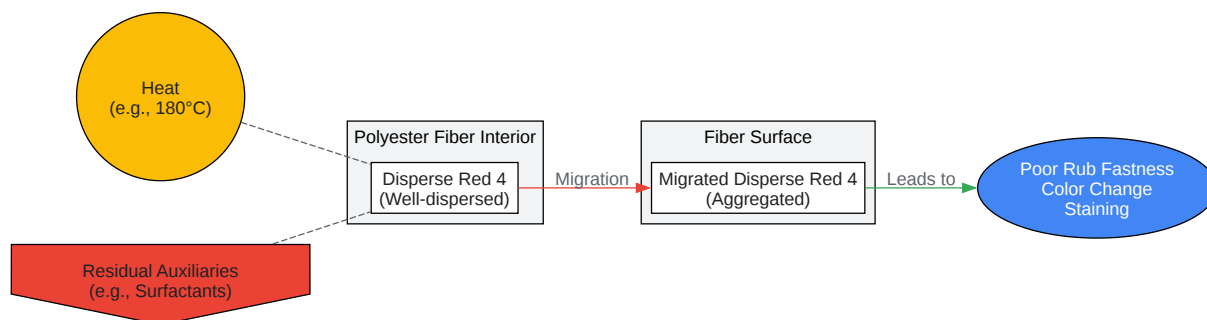 Heat
(e.g., 180°C)
Polyester Fiber Interior
Disperse Red 4
(Well-dispersed)
Migration
Fiber Surface
Migrated Disperse Red 4
(Aggregated)
Leads to
Poor Rub Fastness
Color Change
Staining
Residual Auxiliaries
(e.g., Surfactants)